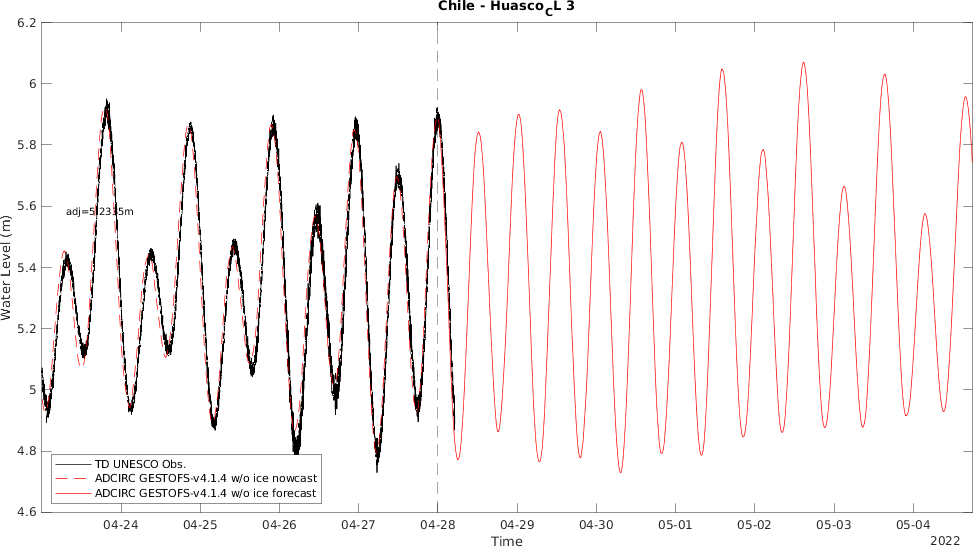 Chile - HuascoCL 3
6.2
6
5.8
5.6
5.4
5.2
5
4.8
4.6
Water Level (m)
adj=5.2315m
TD UNESCO Obs.
ADCIRC GESTOFS-v4.1.4 w/o ice nowcast
ADCIRC GESTOFS-v4.1.4 w/o ice forecast
04-24 04-25 04-26 04-27 04-28 04-29 04-30 05-01 05-02 05-03 05-04
Time
2022